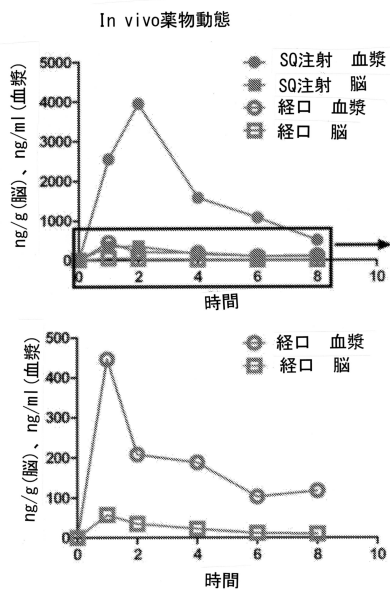 In vivo薬物動態
SQ注射 血漿
SQ注射 脳
経口 血漿
経口 脳
ng/g(脳)、ng/ml(血漿)
5000
4000
3000
2000
1000
0
0 2 4 6 8 10
時間
経口 血漿
経口 脳
ng/g(脳)、ng/ml(血漿)
500
400
300
200
100
0
0 2 4 6 8 10
時間